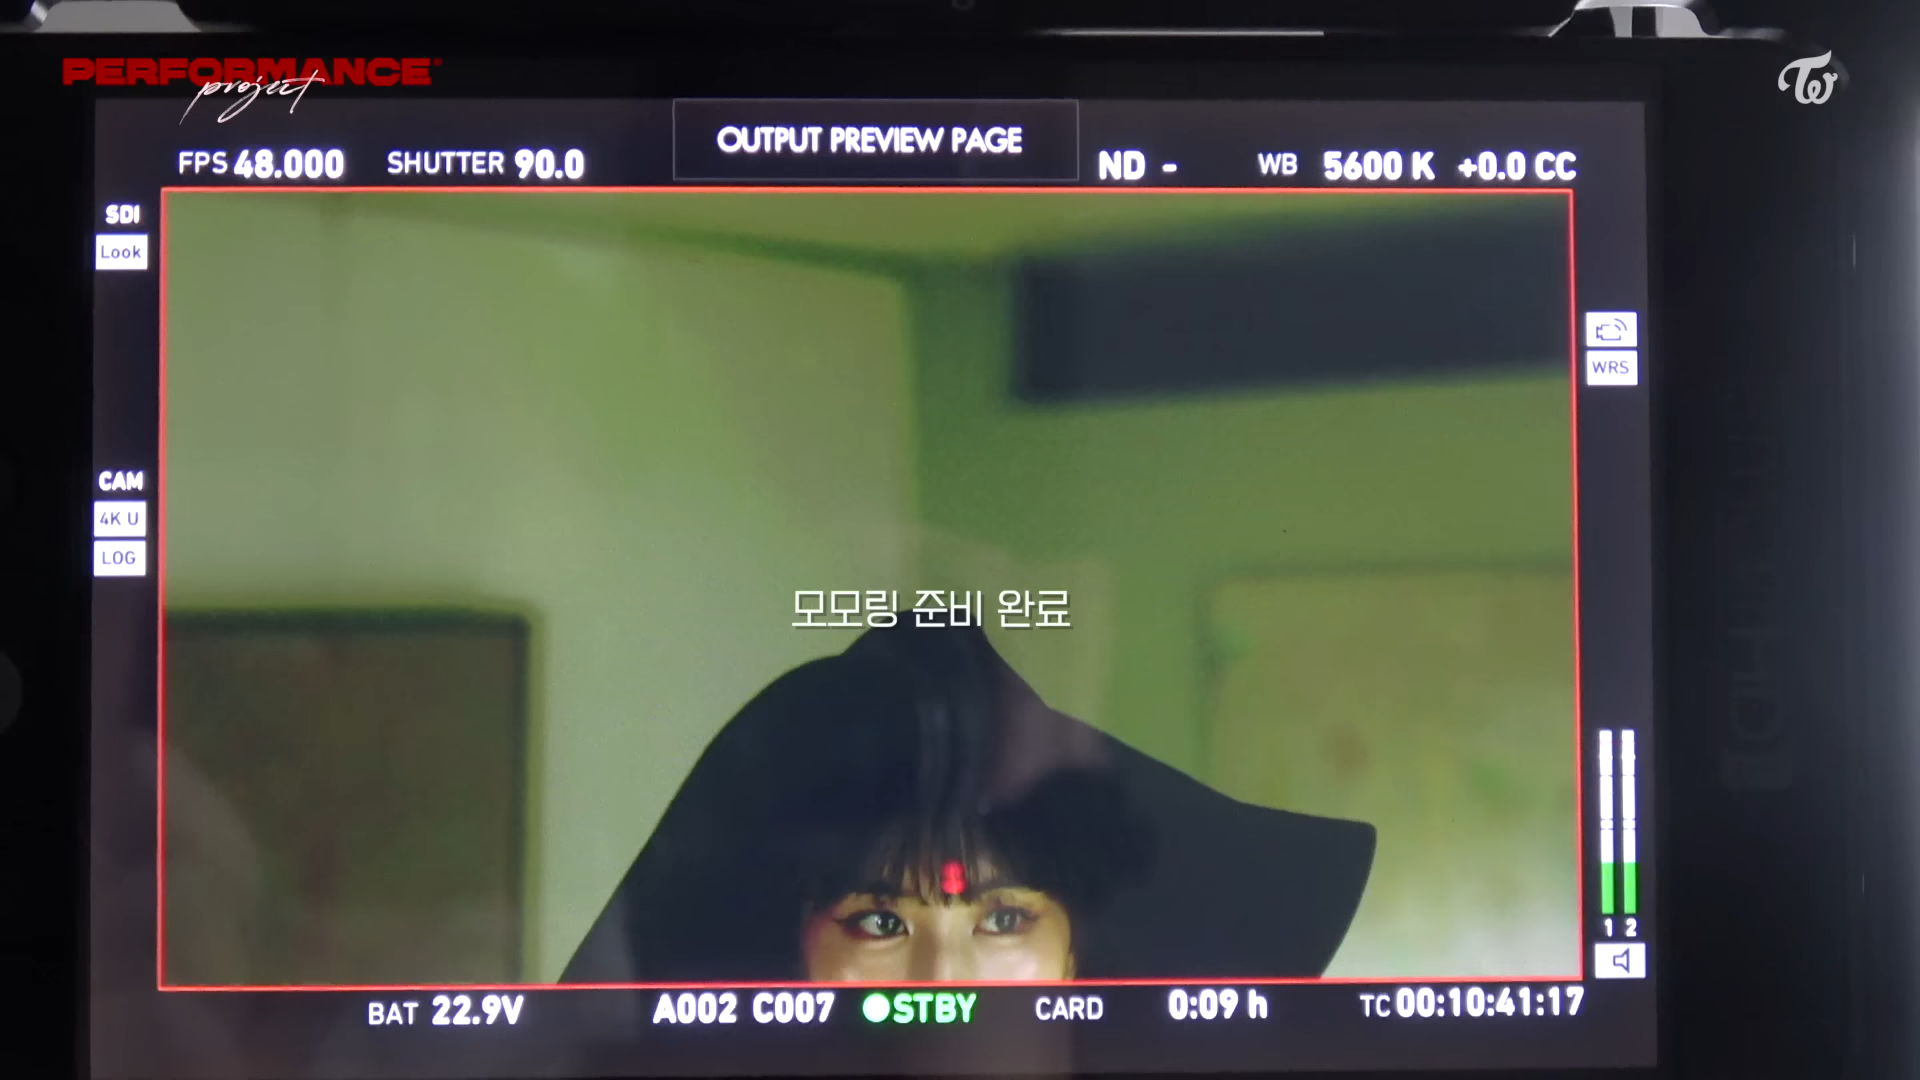 PERFORMANCE
project
TW
OUTPUT PREVIEW PAGE
FPS 48.000 SHUTTER 90.0
ND - WB 5600 K +0.0 CC
SDI
Look
WRS
CAM
4K U
LOG
모모링 준비 완료
1 2
BAT 22.9V A002 C007 STBY CARD 0:09 h TC 00:10:41:17